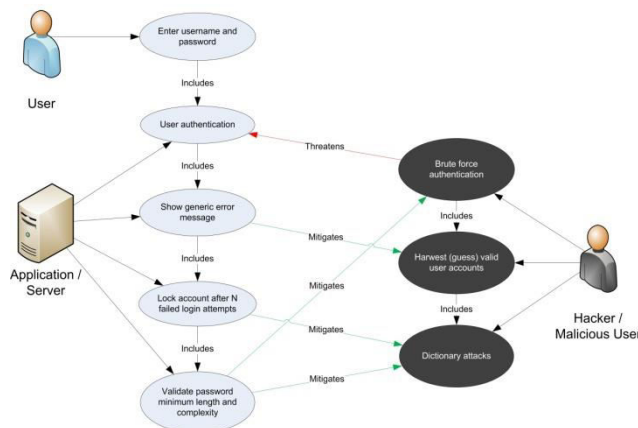 Enter username and
password
User
Includes
User authentication
Threatens
Brute force
authentication
Includes
Show generic error
message
Includes
Mitigates
Harvest (guess) valid
user accounts
Application /
Server
Includes
Mitigates
Lock account after N
failed login attempts
Includes
Hacker /
Malicious User
Mitigates
Dictionary attacks
Includes
Mitigates
Validate password
minimum length and
complexity